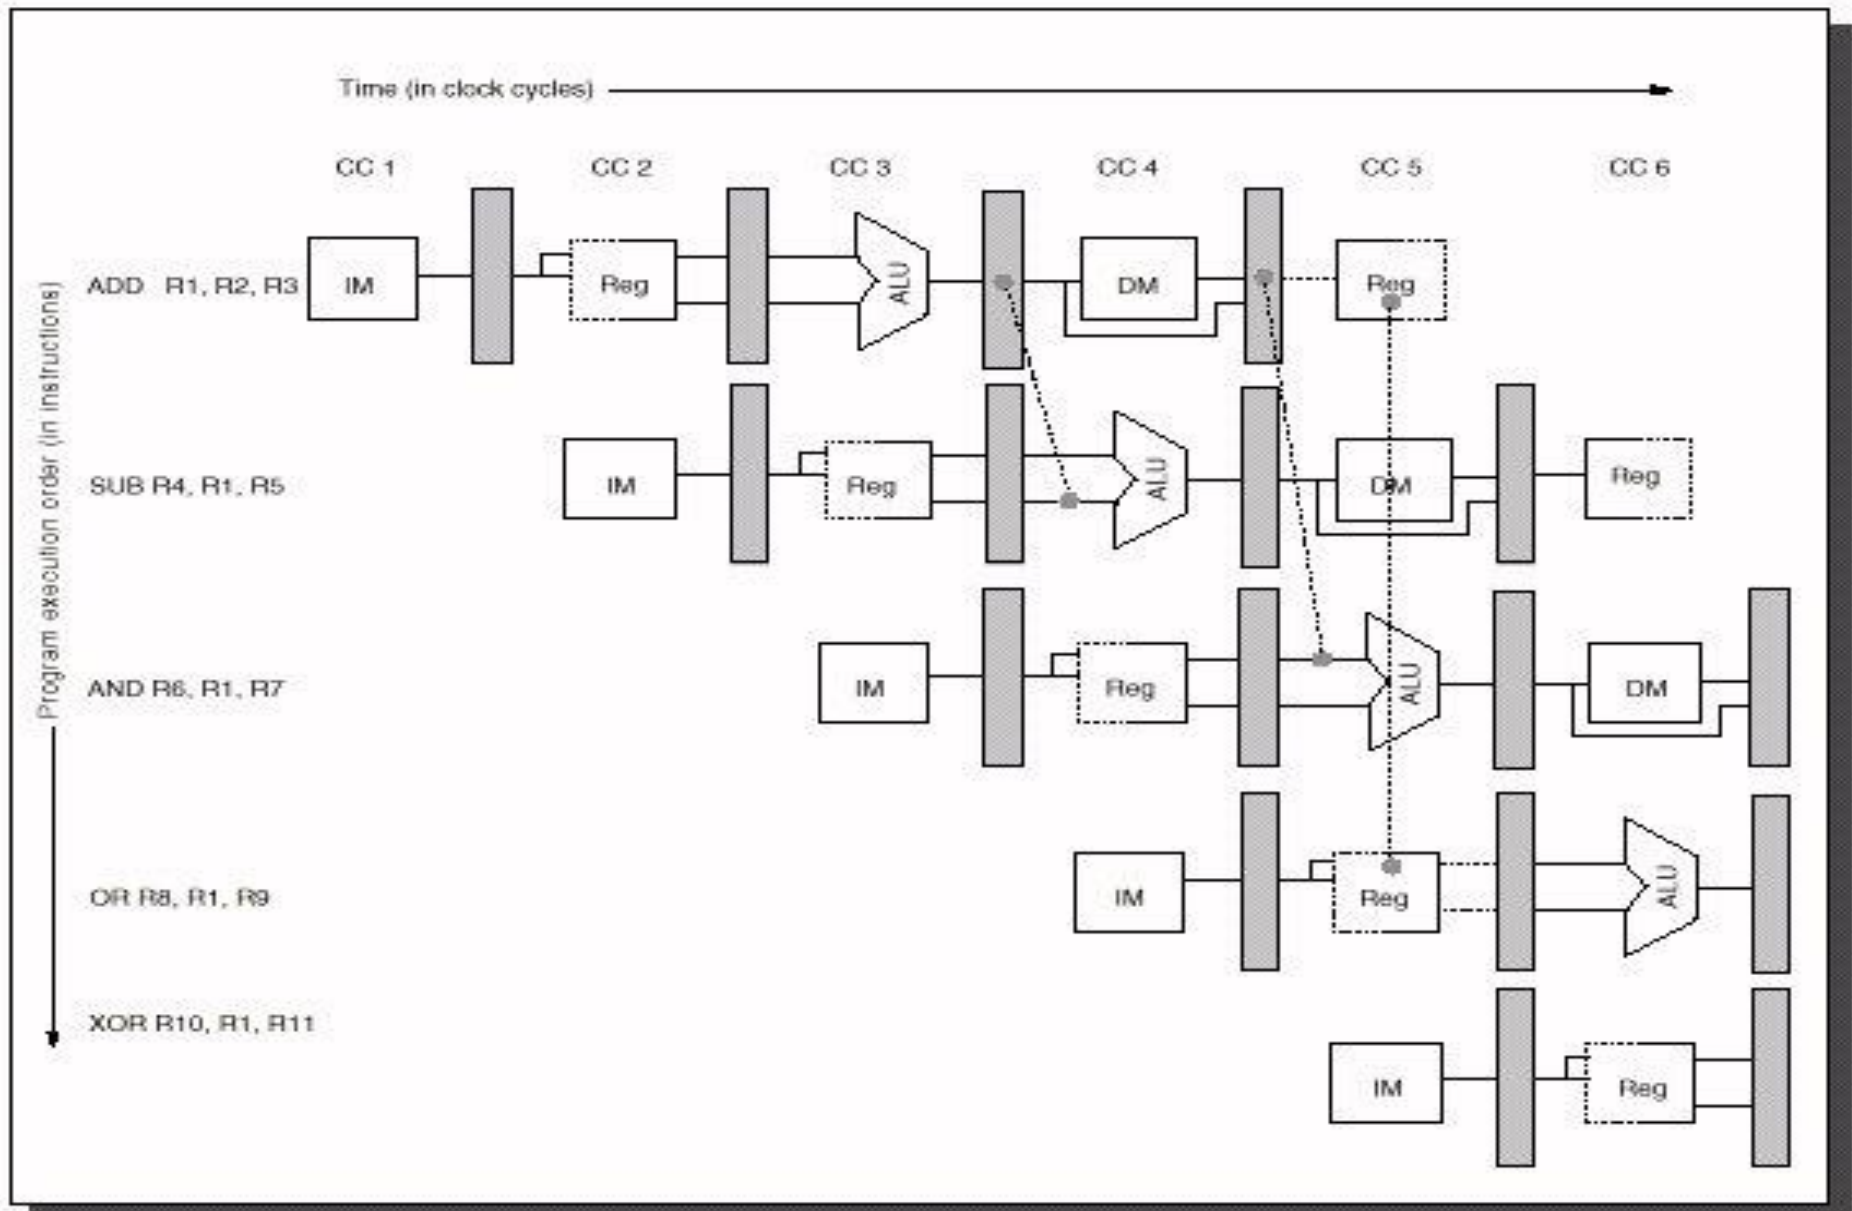 Time (in clock cycles)
CC 1 CC 2 CC 3 CC 4 CC 5 CC 6
Program execution order (in instructions)
ADD R1, R2, R3 IM Reg ALU DM Reg
SUB R4, R1, R5 IM Reg ALU DM Reg
AND R6, R1, R7 IM Reg ALU DM
OR R8, R1, R9 IM Reg ALU
XOR R10, R1, R11
IM Reg